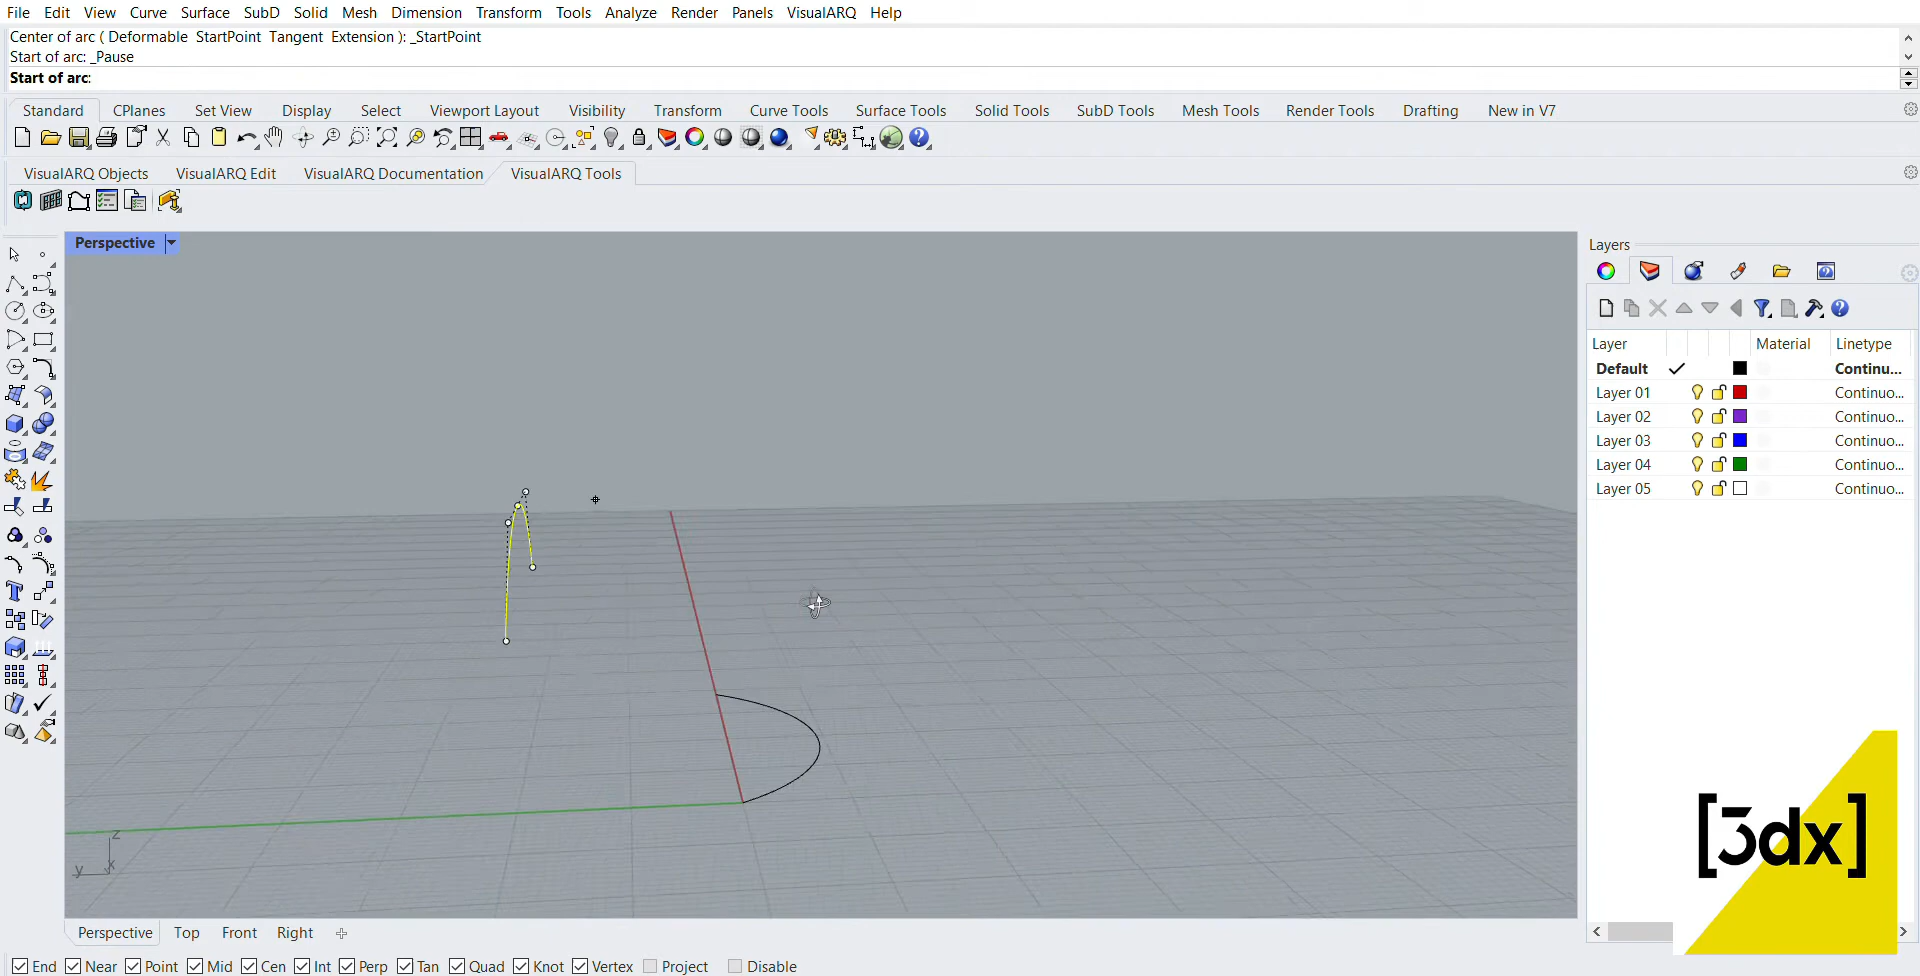 File Edit View Curve Surface SubD Solid Mesh Dimension Transform Tools Analyze Render Panels VisualARQ Help
Center of arc ( Deformable StartPoint Tangent Extension ): _StartPoint
Start of arc: _Pause
Start of arc:
Standard CPlanes Set View Display Select Viewport Layout Visibility Transform Curve Tools Surface Tools Solid Tools SubD Tools Mesh Tools Render Tools Drafting New in V7
VisualARQ Objects VisualARQ Edit VisualARQ Documentation VisualARQ Tools
Perspective
Layers
Layer Material Linetype
Default Continu...
Layer 01 Continuo...
Layer 02 Continuo...
Layer 03 Continuo...
Layer 04 Continuo...
Layer 05 Continuo...
z
y x
[3dx]
Perspective Top Front Right
End Near Point Mid Cen Int Perp Tan Quad Knot Vertex Project Disable